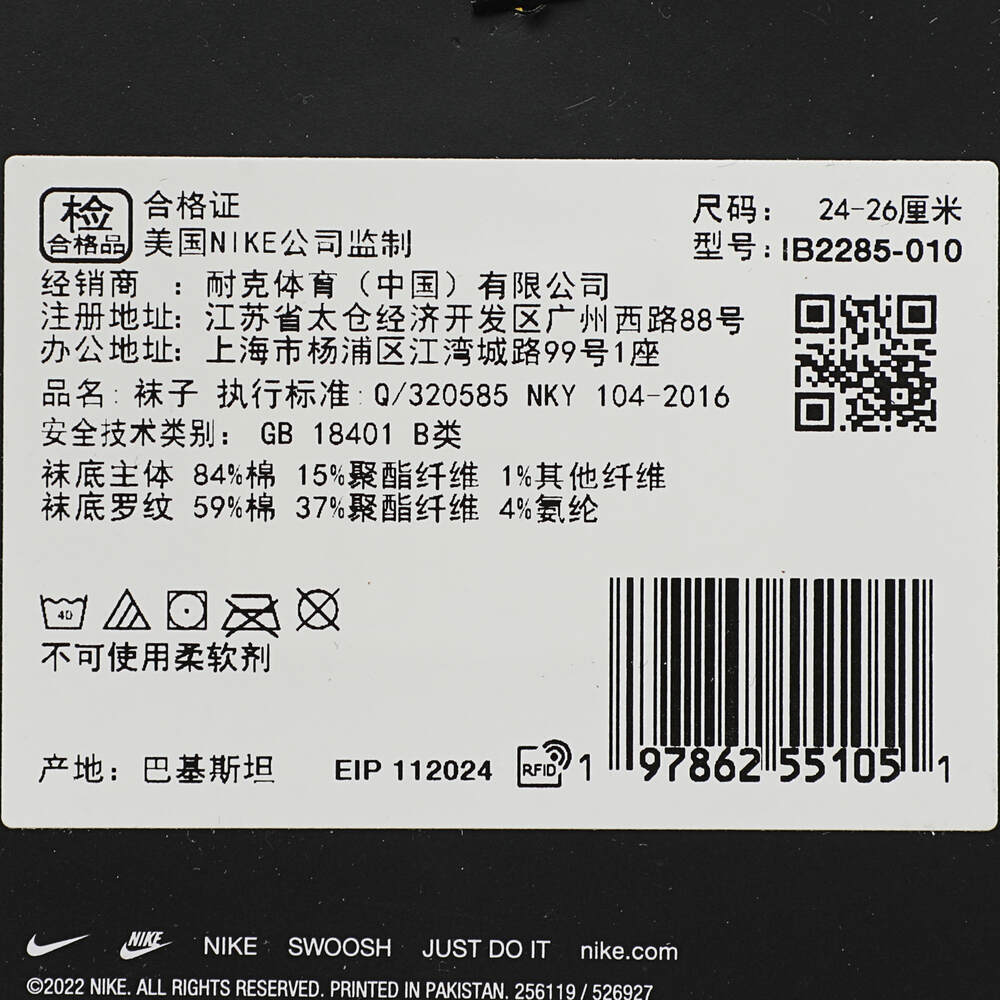 检
合格品
合格证
美国NIKE公司监制
尺码： 24-26厘米
型号：IB2285-010
经销商 ：耐克体育（中国）有限公司
注册地址：江苏省太仓经济开发区广州西路88号
办公地址：上海市杨浦区江湾城路99号1座
品名：袜子 执行标准：Q/320585 NKY 104-2016
安全技术类别： GB 18401 B类
袜底主体 84%棉 15%聚酯纤维 1%其他纤维
袜底罗纹 59%棉 37%聚酯纤维 4%氨纶
40
不可使用柔软剂
产地：巴基斯坦 EIP 112024 RFID 1 97862 55105 1
NIKE NIKE SWOOSH JUST DO IT nike.com
©2022 NIKE. ALL RIGHTS RESERVED. PRINTED IN PAKISTAN. 256119 / 526927